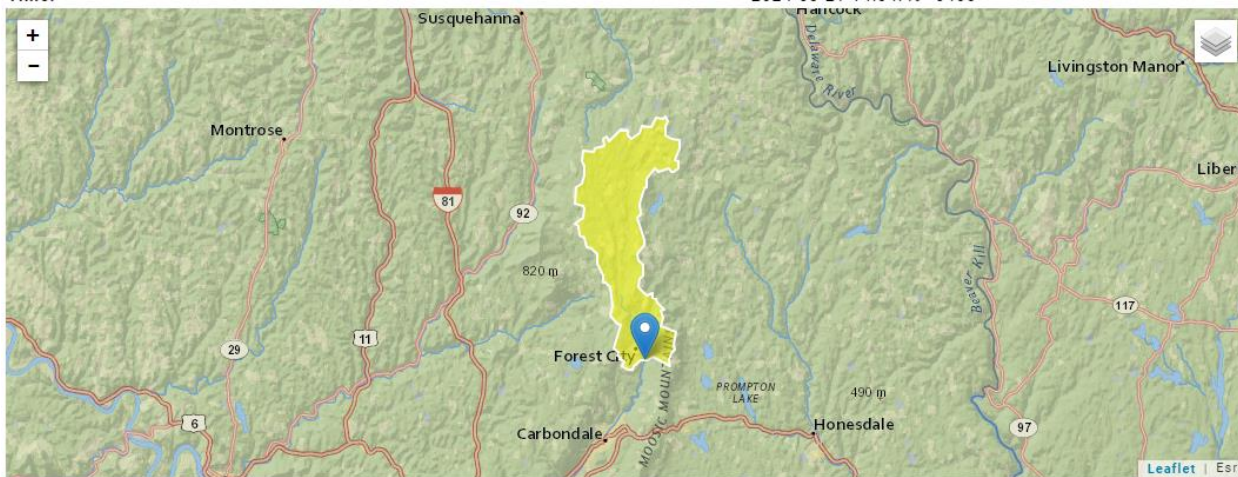 Susquehanna
Hancock
Delaware River
Livingston Manor
Montrose
Liber
81
92
820 m
Beaver Kill
117
11
29
Forest City
MOOSIC MOUNTAIN
PROMPTON
LAKE
490 m
6
97
Carbondale
Honesdale
+
−
Leaflet | Esr